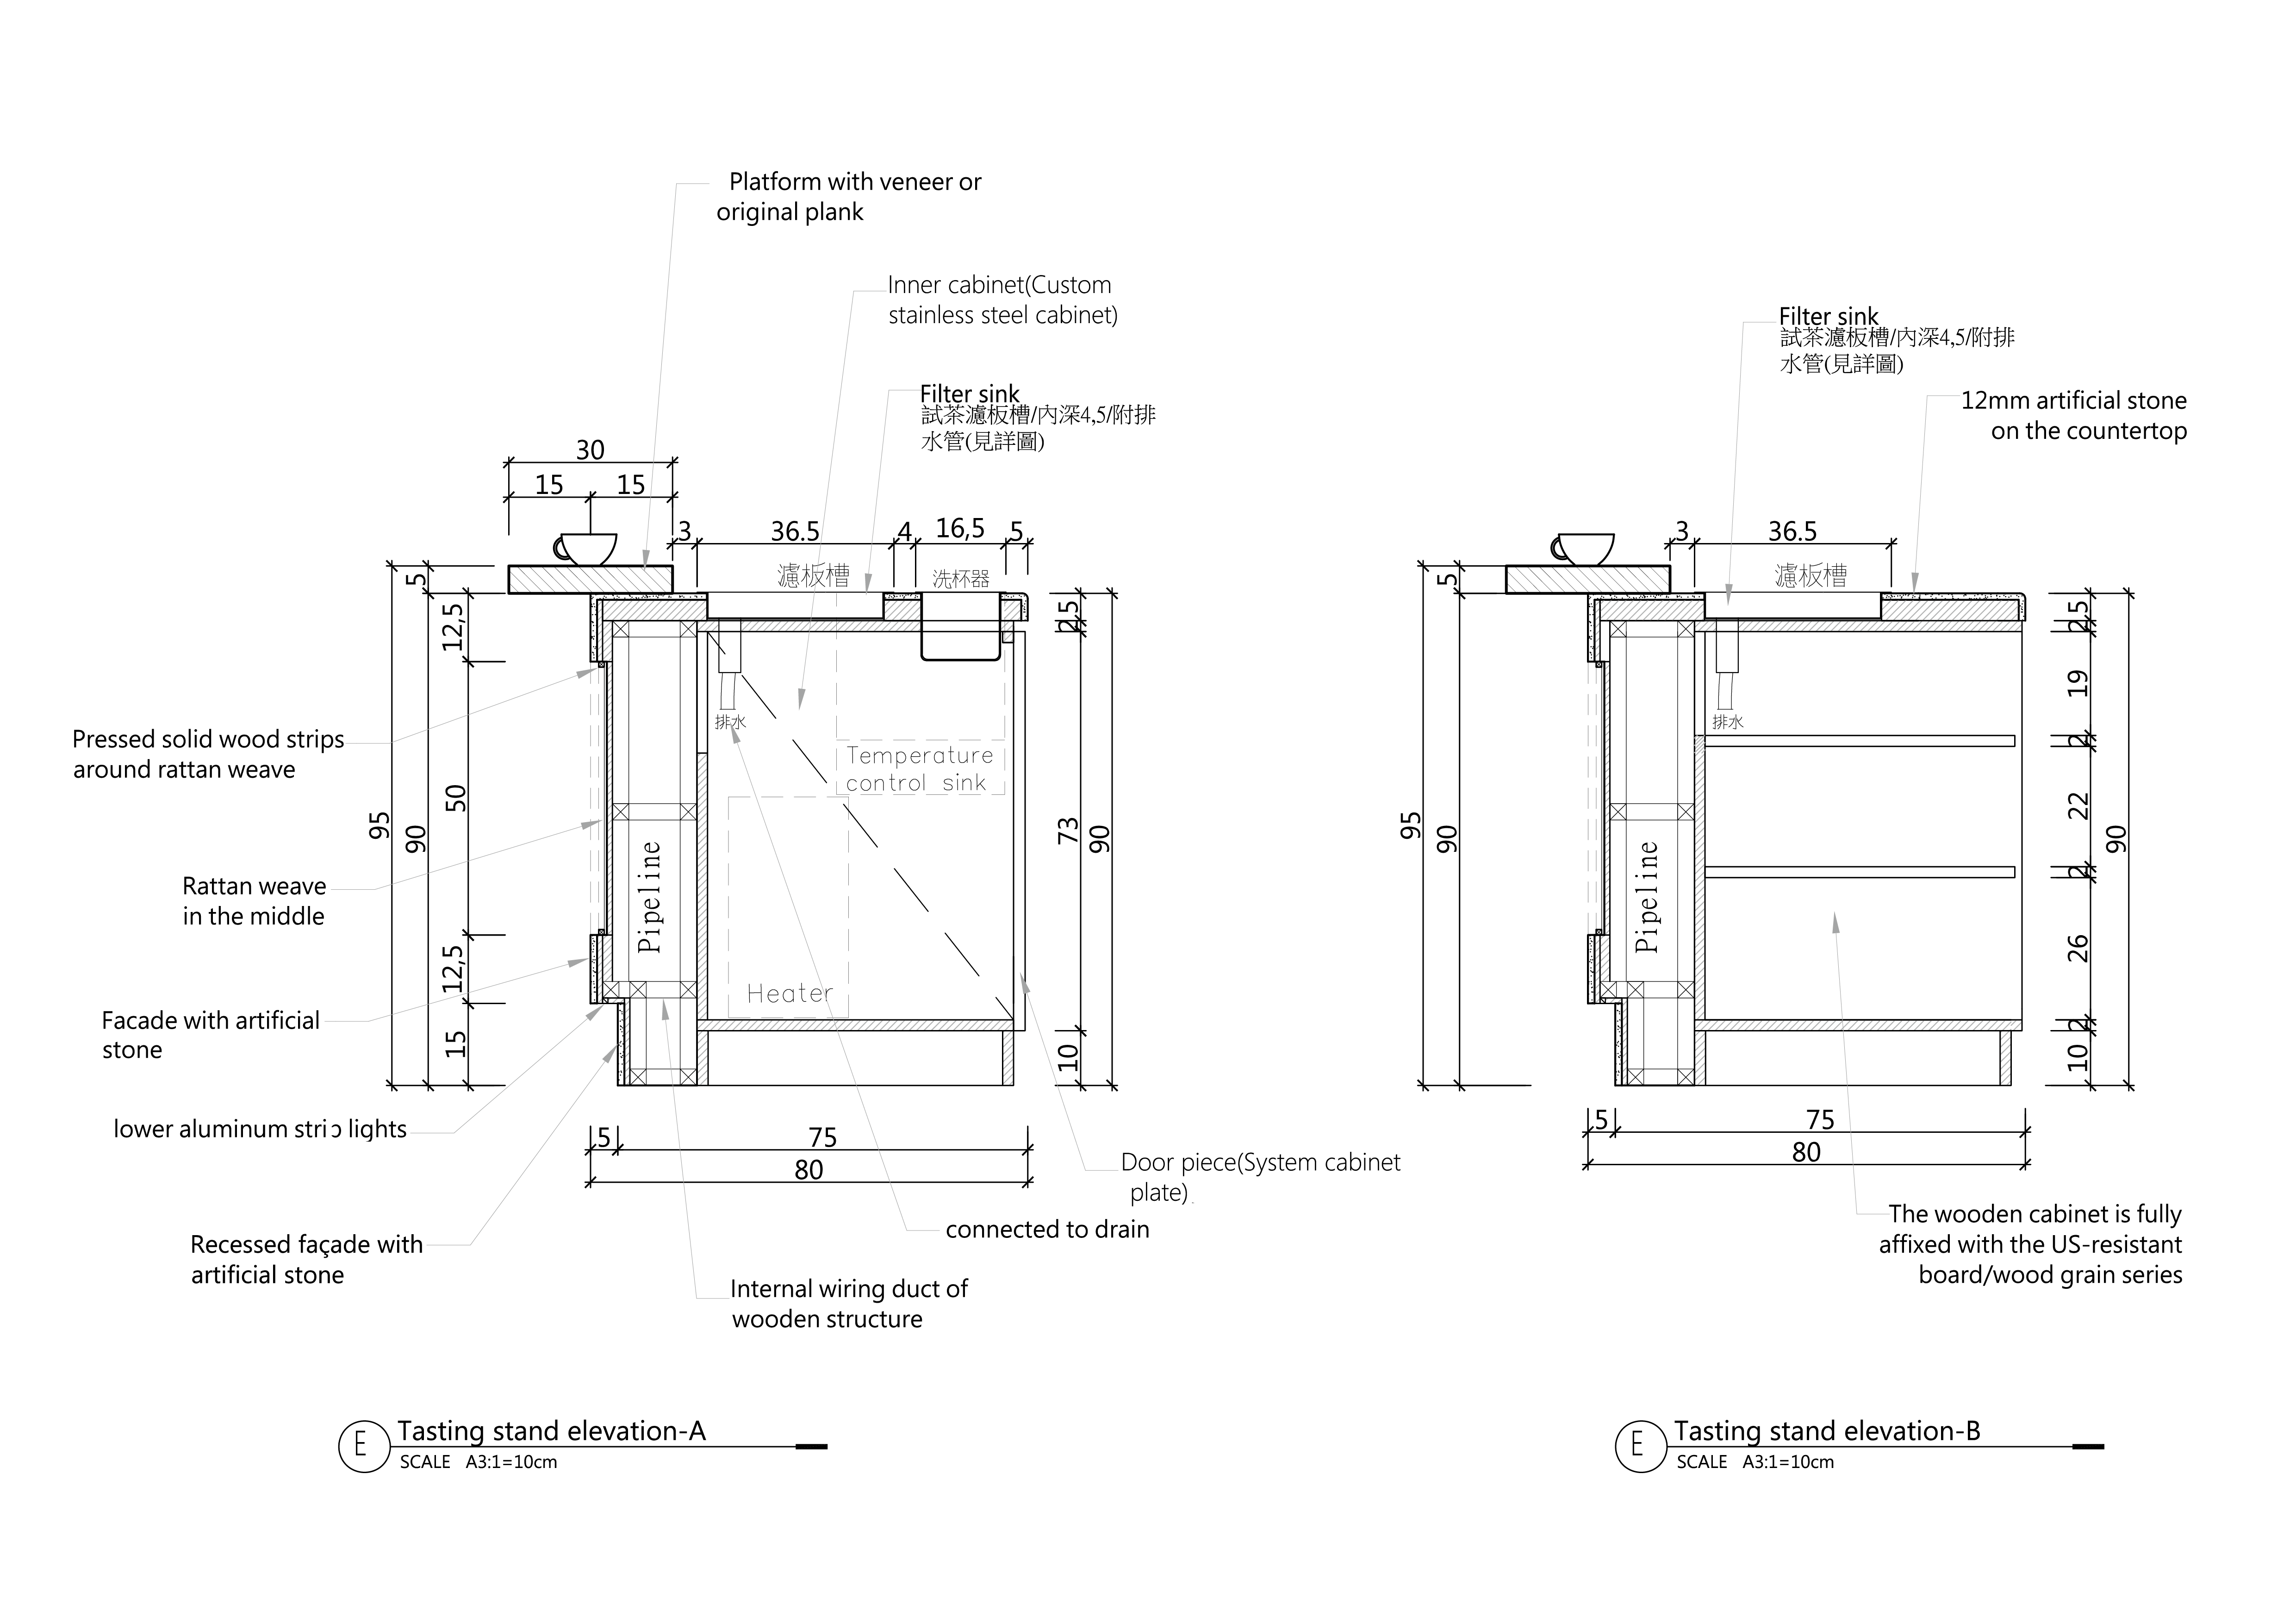 Platform with veneer or
original plank
Inner cabinet(Custom
stainless steel cabinet)
Filter sink
試茶濾板槽/內深4,5/附排
水管(見詳圖)
30
15
15
3
36.5
4
16,5
5
濾板槽
洗杯器
95
5
90
12,5
50
12,5
15
2,5
2
73
10
90
排水
Temperature
control sink
Pipeline
Heater
Pressed solid wood strips
around rattan weave
Rattan weave
in the middle
Facade with artificial
stone
lower aluminum strip lights
Recessed façade with
artificial stone
5
75
80
Door piece(System cabinet
plate)
connected to drain
Internal wiring duct of
wooden structure
E
Tasting stand elevation-A
SCALE A3:1=10cm
Filter sink
試茶濾板槽/內深4,5/附排
水管(見詳圖)
12mm artificial stone
on the countertop
3
36.5
濾板槽
95
5
90
排水
Pipeline
2,5
2
19
2
22
2
26
2
10
90
5
75
80
The wooden cabinet is fully
affixed with the US-resistant
board/wood grain series
E
Tasting stand elevation-B
SCALE A3:1=10cm